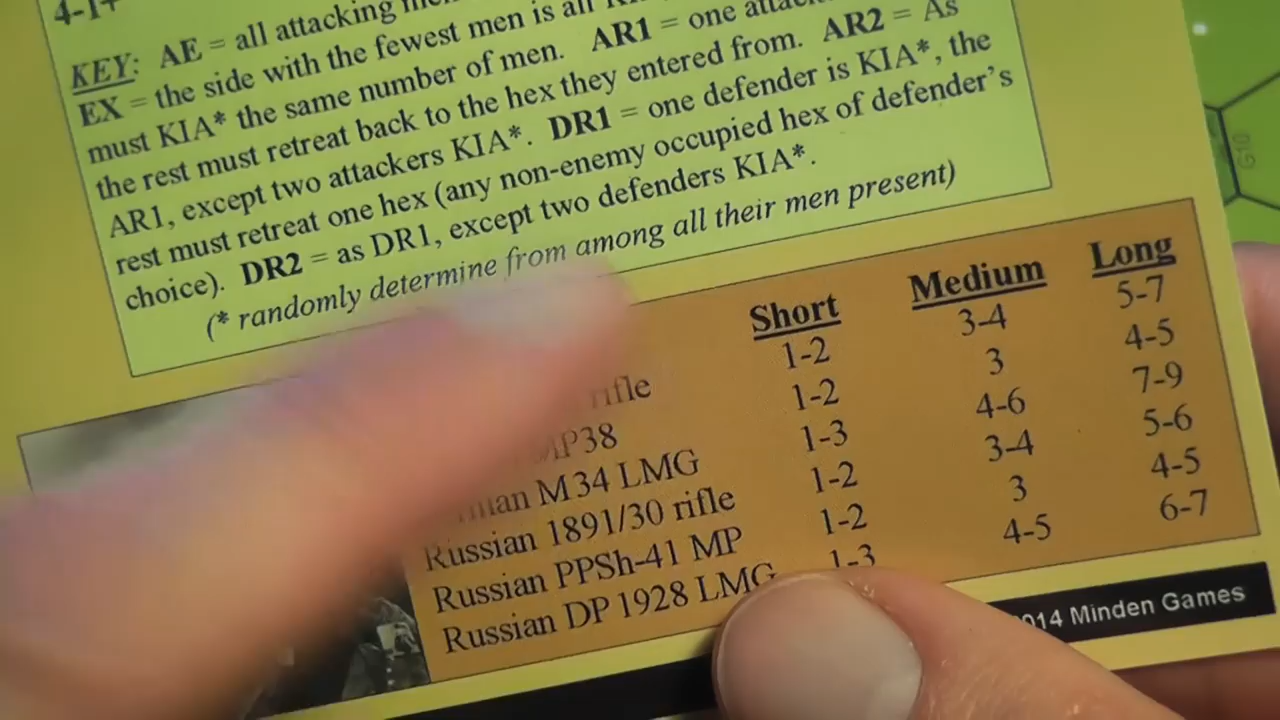 4-1+
KEY: AE = all attacking
EX = the side with the fewest men is all
must KIA* the same number of men. AR1 = one
the rest must retreat back to the hex they entered from. AR2 = As
AR1, except two attackers KIA*. DR1 = one defender is KIA*, the
rest must retreat one hex (any non-enemy occupied hex of defender's
choice). DR2 = as DR1, except two defenders KIA*.
(* randomly determine from among all their men present)
Short Medium Long
rifle 1-2 3-4 5-7
MP38 1-2 3 4-5
M34 LMG 1-3 4-6 7-9
Russian 1891/30 rifle 1-2 3-4 5-6
Russian PPSh-41 MP 1-2 3 4-5
Russian DP 1928 LMG 1-3 4-5 6-7
Minden Games